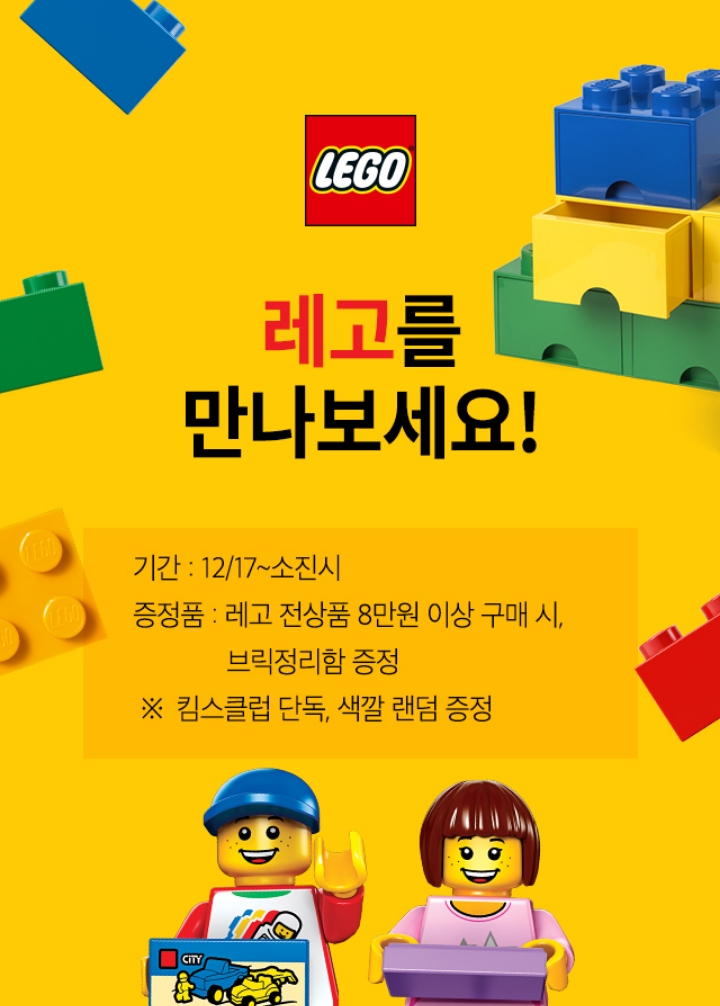 LEGO
레고를
만나보세요!
기간 : 12/17~소진시
증정품 : 레고 전상품 8만원 이상 구매 시,
브릭정리함 증정
※ 킴스클럽 단독, 색깔 랜덤 증정
CITY